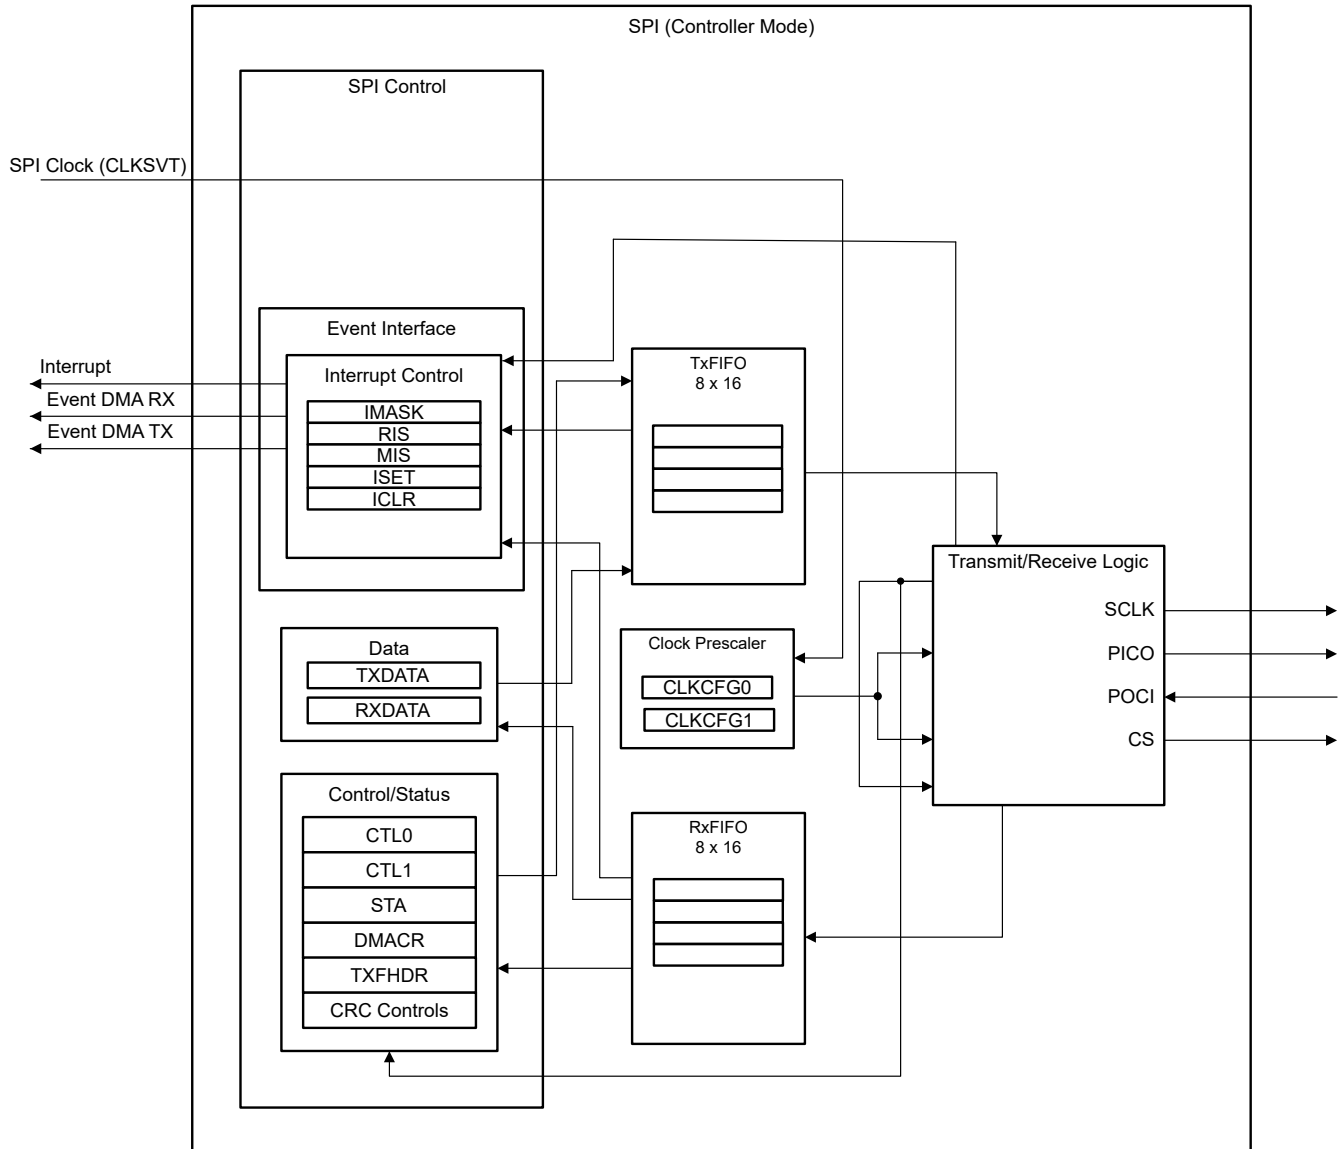 SPI (Controller Mode)
SPI Control
SPI Clock (CLKSVT)
Event Interface
Interrupt Control
IMASK
RIS
MIS
ISET
ICLR
Interrupt
Event DMA RX
Event DMA TX
TxFIFO
8 x 16
Transmit/Receive Logic
SCLK
PICO
POCI
CS
Data
TXDATA
RXDATA
Clock Prescaler
CLKCFG0
CLKCFG1
Control/Status
CTL0
CTL1
STA
DMACR
TXFHDR
CRC Controls
RxFIFO
8 x 16